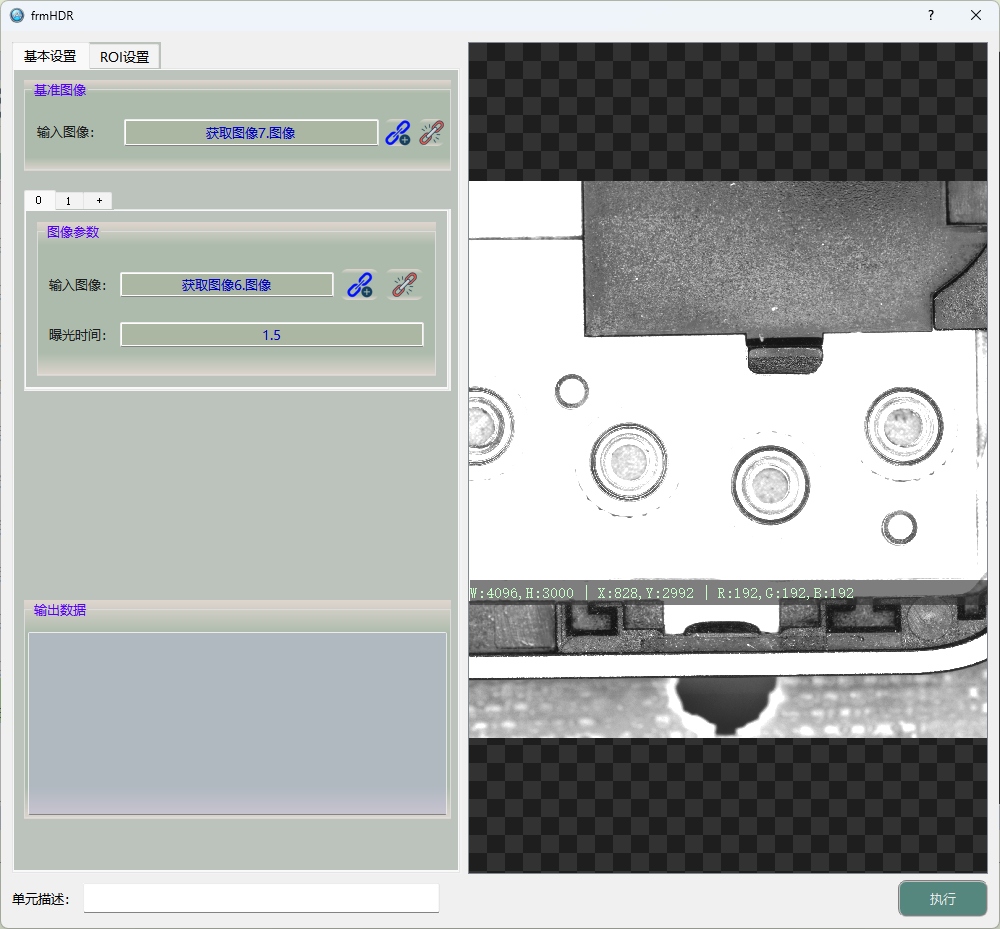 frmHDR
?
基本设置
ROI设置
基准图像
输入图像:
获取图像7.图像
0
1
+
图像参数
输入图像:
获取图像6.图像
曝光时间:
1.5
W:4096,H:3000 | X:828,Y:2992 | R:192,G:192,B:192
输出数据
单元描述:
执行